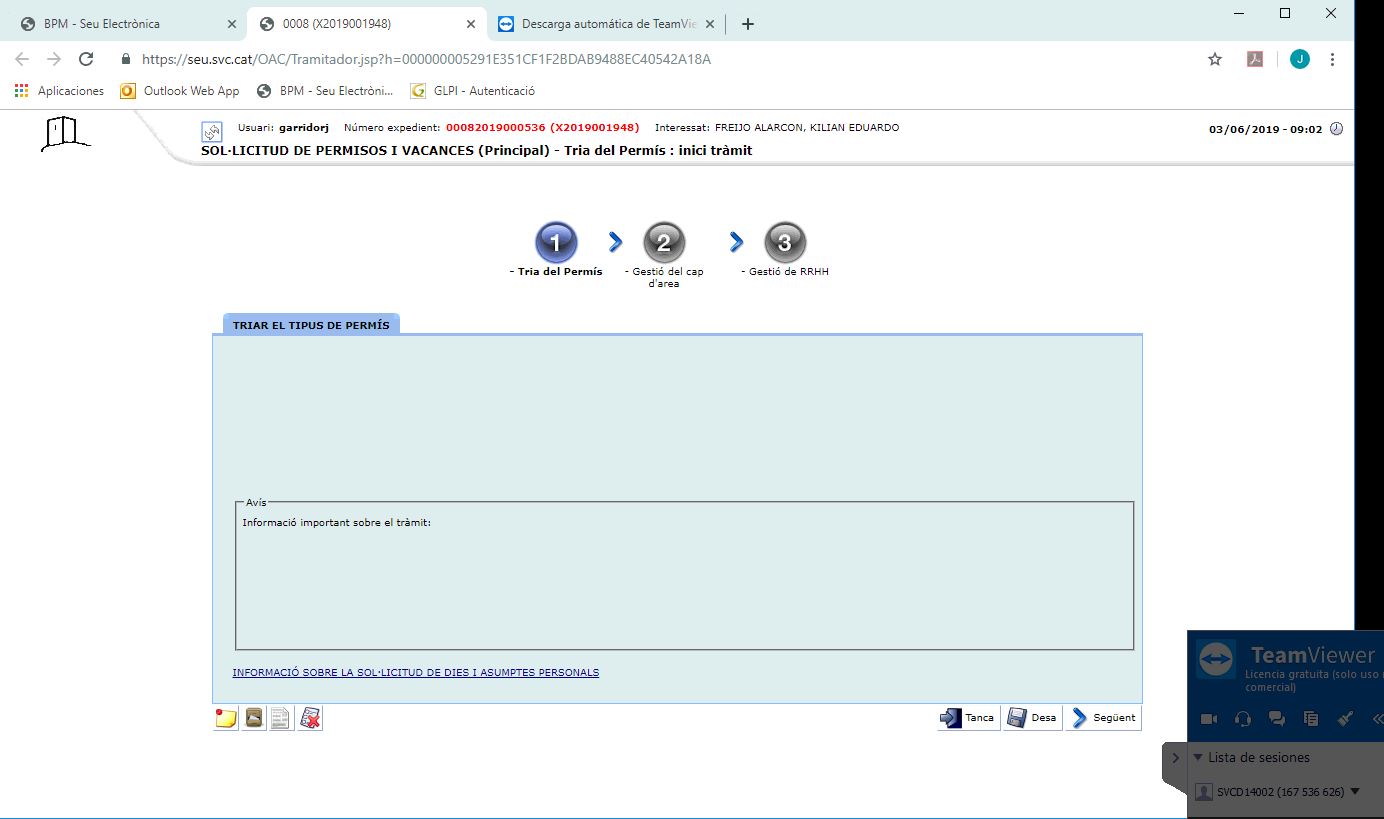 BPM - Seu Electrònica
0008 (X2019001948)
Descarga automática de TeamVie
https://seu.svc.cat/OAC/Tramitador.jsp?h=000000005291E351CF1F2BDAB9488EC40542A18A
J
Aplicaciones
Outlook Web App
BPM - Seu Electròni...
GLPI - Autenticació
Usuari: garridorj Número expedient: 00082019000536 (X2019001948) Interessat: FREIJO ALARCON, KILIAN EDUARDO
03/06/2019 - 09:02
SOL·LICITUD DE PERMISOS I VACANCES (Principal) - Tria del Permís : inici tràmit
1
2
3
- Tria del Permís
- Gestió del cap
d'area
- Gestió de RRHH
TRIAR EL TIPUS DE PERMÍS
Avís
Informació important sobre el tràmit:
INFORMACIÓ SOBRE LA SOL·LICITUD DE DIES I ASUMPTES PERSONALS
Tanca
Desa
Següent
TeamViewer
Licencia gratuita (solo uso
comercial)
Lista de sesiones
SVCD14002 (167 536 626)